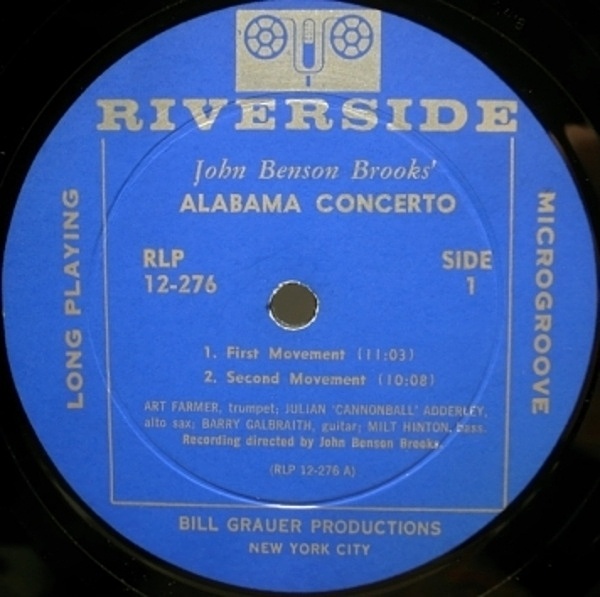 RIVERSIDE
John Benson Brooks'
ALABAMA CONCERTO
RLP
12-276
SIDE
1
LONG PLAYING
MICROGROOVE
1. First Movement (11:03)
2. Second Movement (10:08)
ART FARMER, trumpet; JULIAN 'CANNONBALL' ADDERLEY,
alto sax; BARRY GALBRAITH, guitar; MILT HINTON, bass.
Recording directed by John Benson Brooks.
(RLP 12-276 A)
BILL GRAUER PRODUCTIONS
NEW YORK CITY